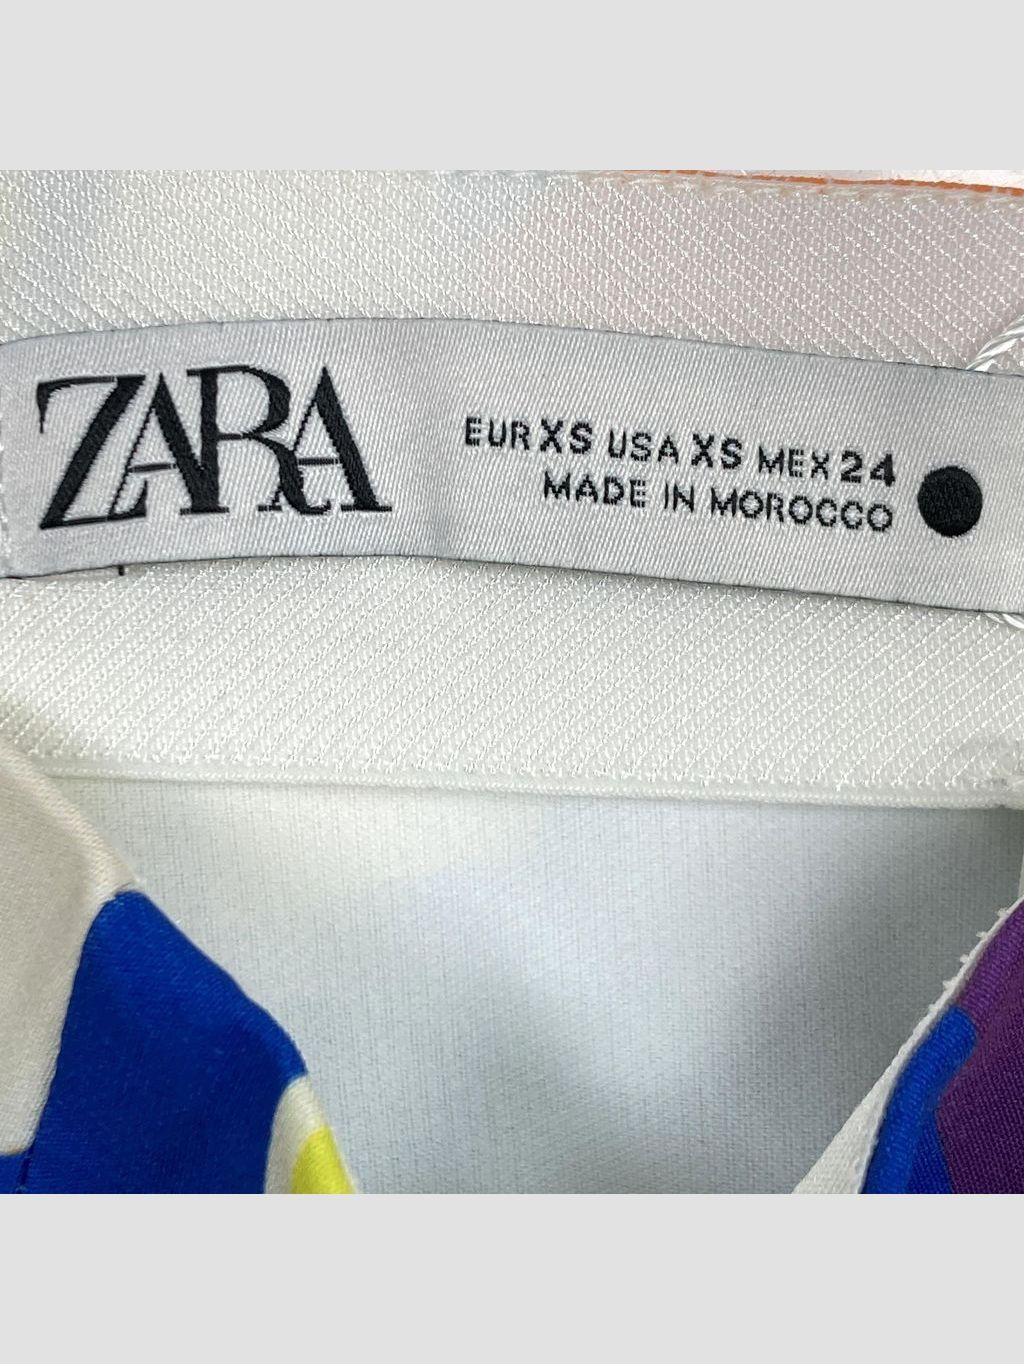 ZARA
EUR XS USA XS MEX 24
MADE IN MOROCCO